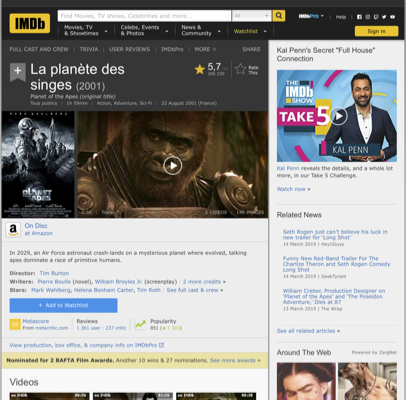 IMDb
Find Movies, TV shows, Celebrities and more...
All
IMDbPro
Help
Movies, TV & Showtimes
Celebs, Events & Photos
News & Community
Watchlist
Sign in
FULL CAST AND CREW | TRIVIA | USER REVIEWS | IMDbPro | MORE
SHARE
La planète des singes (2001)
Planet of the Apes (original title)
Tous publics | 1h 59min | Action, Adventure, Sci-Fi | 22 August 2001 (France)
5,7
Rate This
PLANET APES
5 VIDEOS | 146 IMAGES
On Disc
at Amazon
In 2029, an Air Force astronaut crash-lands on a mysterious planet where evolved, talking
apes dominate a race of primitive humans.
Director: Tim Burton
Writers: Pierre Boulle (novel), William Broyles Jr. (screenplay) | 2 more credits »
Stars: Mark Wahlberg, Helena Bonham Carter, Tim Roth | See full cast & crew »
+ Add to Watchlist
Metascore
From metacritic.com
Reviews
1 361 user | 237 critic
Popularity
View production, box office, & company info on IMDbPro
Nominated for 2 BAFTA Film Awards. Another 10 wins & 27 nominations. See more awards »
Videos
Kal Penn's Secret "Full House"
Connection
THE IMDb SHOW
TAKE 5
KAL PENN
Kal Penn reveals the details, and a whole lot
more, in our Take 5 Challenge.
Watch now »
Related News
Seth Rogen just can't believe his luck in
new trailer for 'Long Shot'
14 March 2019 | HeyUGuys
Funny New Red-Band Trailer For The
Charlize Theron and Seth Rogen Comedy
Long Shot
14 March 2019 | GeekTyrant
William Creber, Production Designer on
'Planet of the Apes' and 'The Poseidon
Adventure,' Dies at 87
13 March 2019 | The Wrap
See all related articles »
Around The Web
Powered by ZergNet